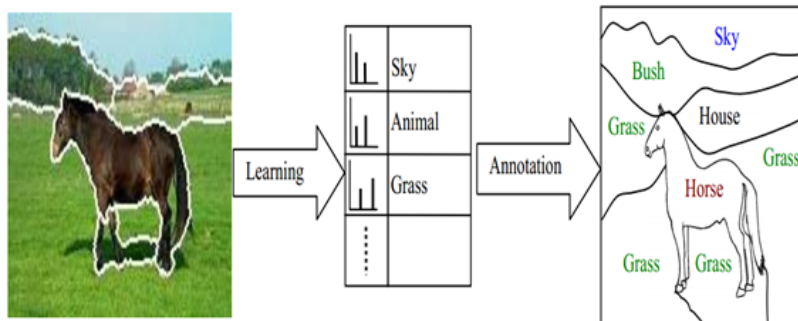 Learning
Sky
Animal
Grass
Annotation
Sky
Bush
House
Grass
Grass
Horse
Grass
Grass